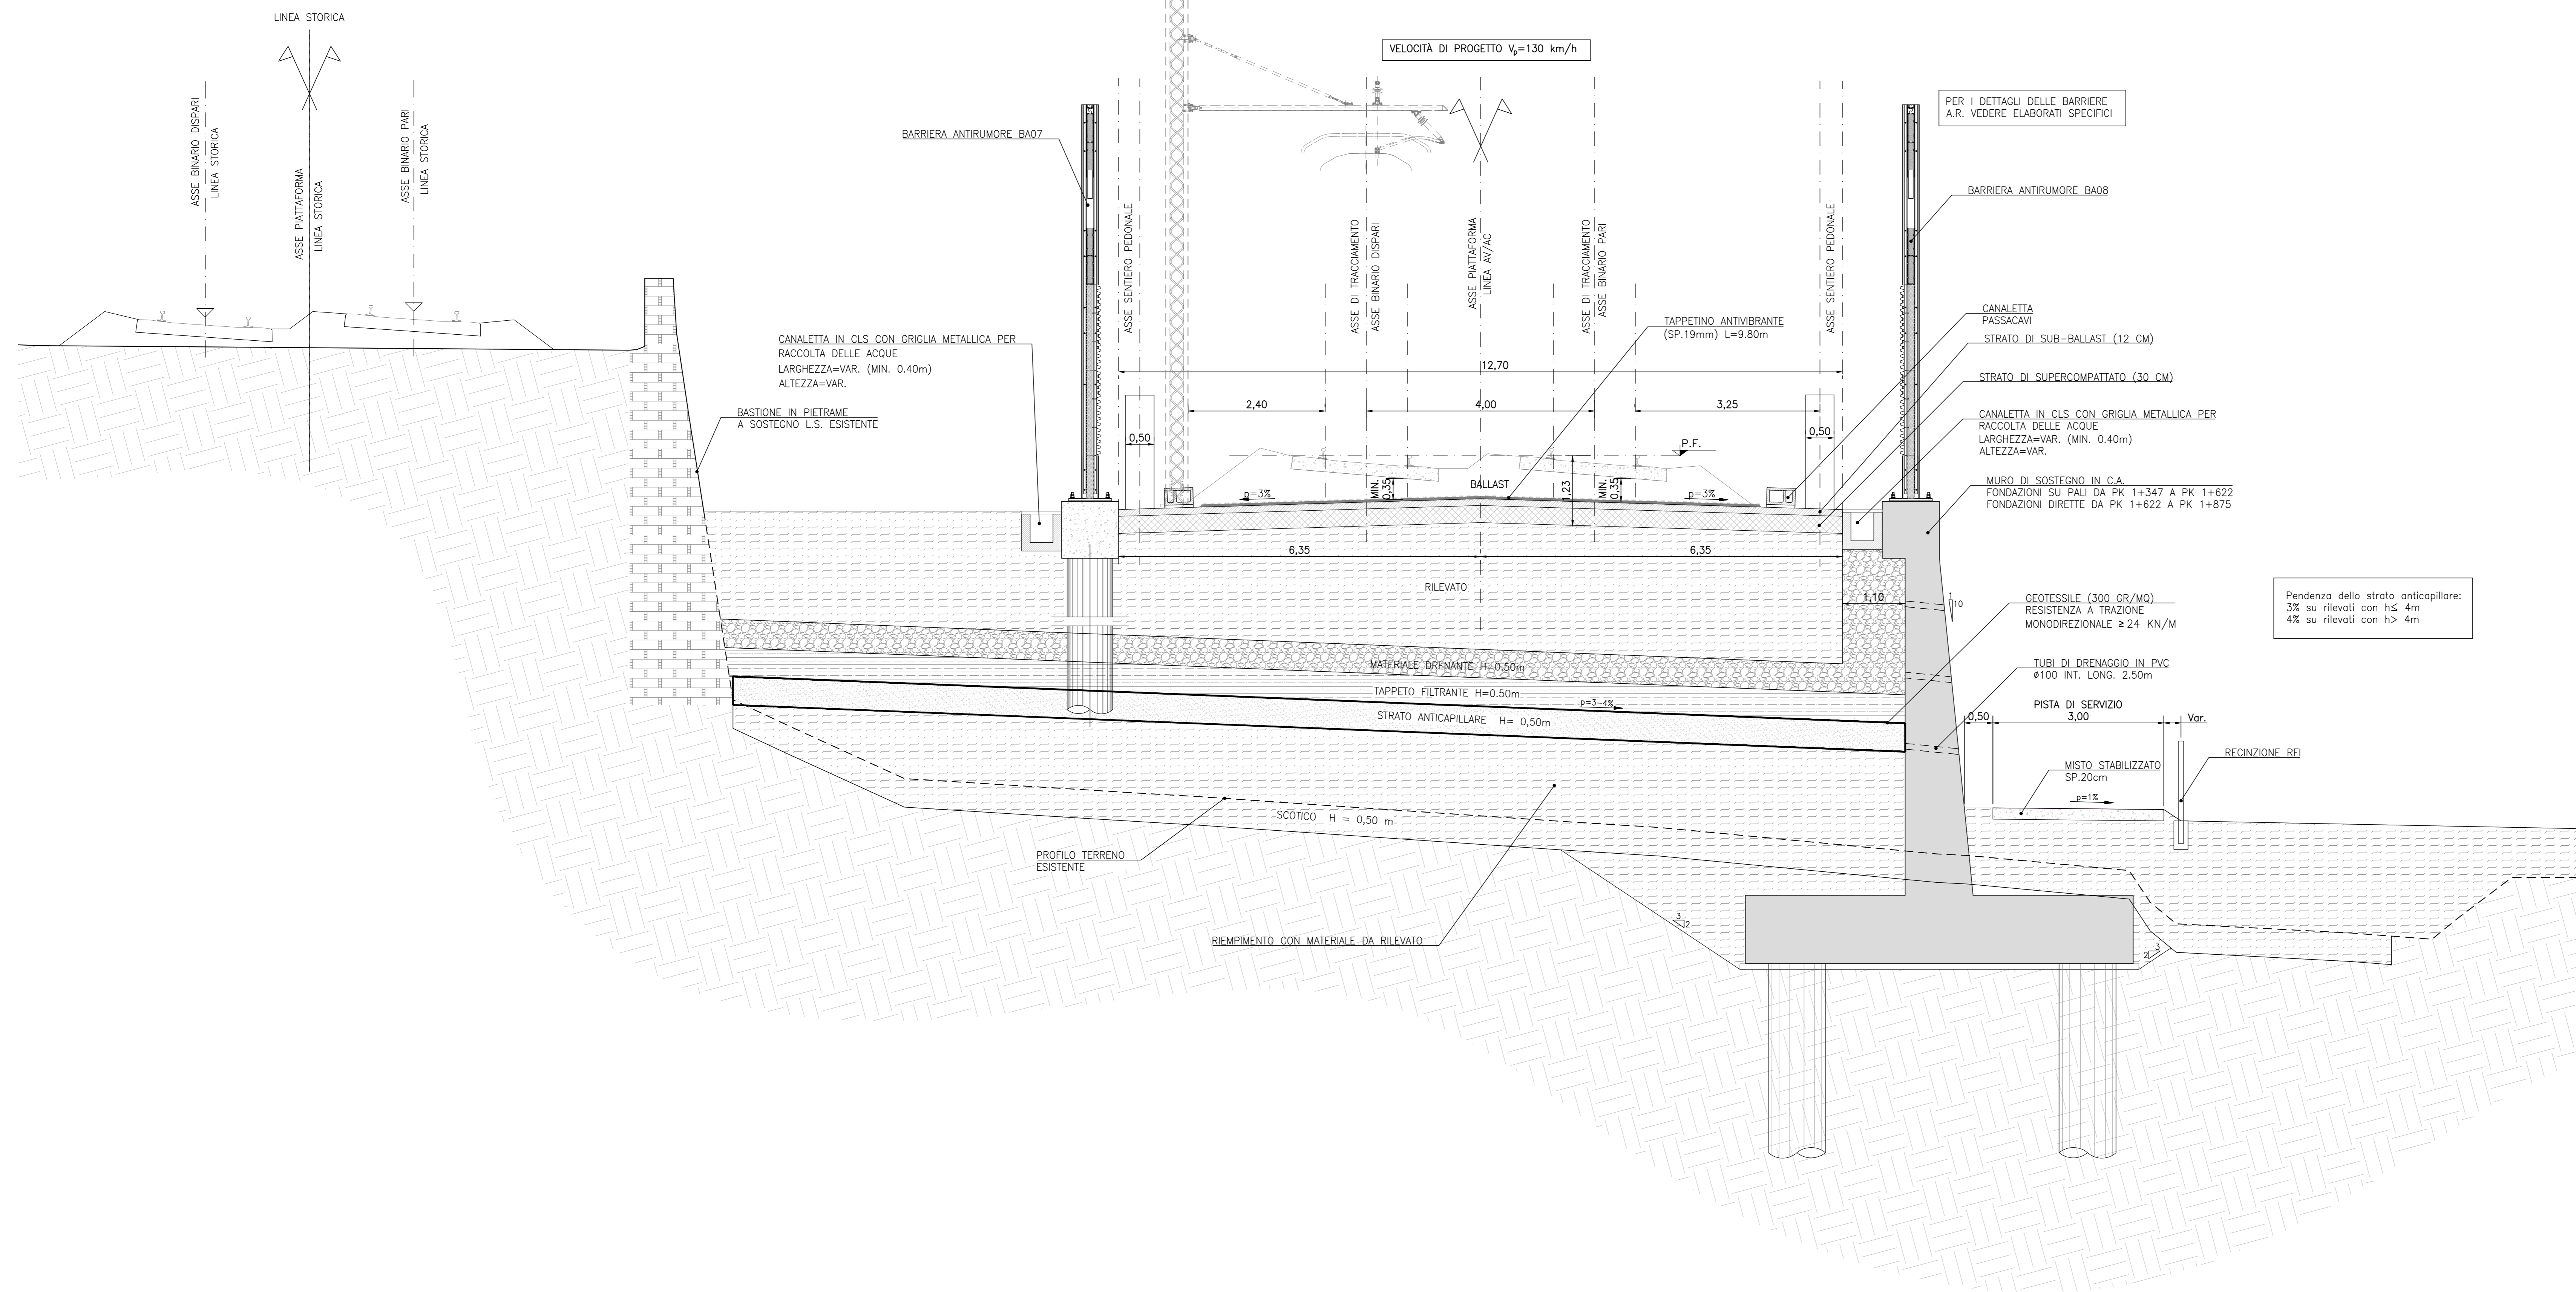 LINEA STORICA
ASSE BINARIO DISPARI
LINEA STORICA
ASSE PIATTAFORMA
LINEA STORICA
ASSE BINARIO PARI
LINEA STORICA
VELOCITÀ DI PROGETTO Vp=130 km/h
PER I DETTAGLI DELLE BARRIERE
A.R. VEDERE ELABORATI SPECIFICI
BARRIERA ANTIRUMORE BA07
BARRIERA ANTIRUMORE BA08
ASSE SENTIERO PEDONALE
ASSE DI TRACCIAMENTO
ASSE BINARIO DISPARI
ASSE PIATTAFORMA
LINEA AV/AC
ASSE DI TRACCIAMENTO
ASSE BINARIO PARI
ASSE SENTIERO PEDONALE
CANALETTA IN CLS CON GRIGLIA METALLICA PER
RACCOLTA DELLE ACQUE
LARGHEZZA=VAR. (MIN. 0.40m)
ALTEZZA=VAR.
BASTIONE IN PIETRAME
A SOSTEGNO L.S. ESISTENTE
TAPPETINO ANTIVIBRANTE
(SP.19mm) L=9.80m
CANALETTA
PASSACAVI
STRATO DI SUB-BALLAST (12 CM)
STRATO DI SUPERCOMPATTATO (30 CM)
CANALETTA IN CLS CON GRIGLIA METALLICA PER
RACCOLTA DELLE ACQUE
LARGHEZZA=VAR. (MIN. 0.40m)
ALTEZZA=VAR.
MURO DI SOSTEGNO IN C.A.
FONDAZIONI SU PALI DA PK 1+347 A PK 1+622
FONDAZIONI DIRETTE DA PK 1+622 A PK 1+875
12,70
2,40
4,00
3,25
0,50
0,50
P.F.
p=3%
MIN.
0,35
BALLAST
1,23
MIN.
0,35
p=3%
6,35
6,35
RILEVATO
1,10
1
10
GEOTESSILE (300 GR/MQ)
RESISTENZA A TRAZIONE
MONODIREZIONALE ≥ 24 KN/M
Pendenza dello strato anticapillare:
3% su rilevati con h≤ 4m
4% su rilevati con h> 4m
TUBI DI DRENAGGIO IN PVC
ø100 INT. LONG. 2.50m
MATERIALE DRENANTE H=0.50m
TAPPETO FILTRANTE H=0.50m
p=3-4%
STRATO ANTICAPILLARE H= 0,50m
PISTA DI SERVIZIO
0,50
3,00
Var.
RECINZIONE RFI
MISTO STABILIZZATO
SP.20cm
p=1%
SCOTICO H = 0,50 m
PROFILO TERRENO
ESISTENTE
RIEMPIMENTO CON MATERIALE DA RILEVATO
3
2
3
2